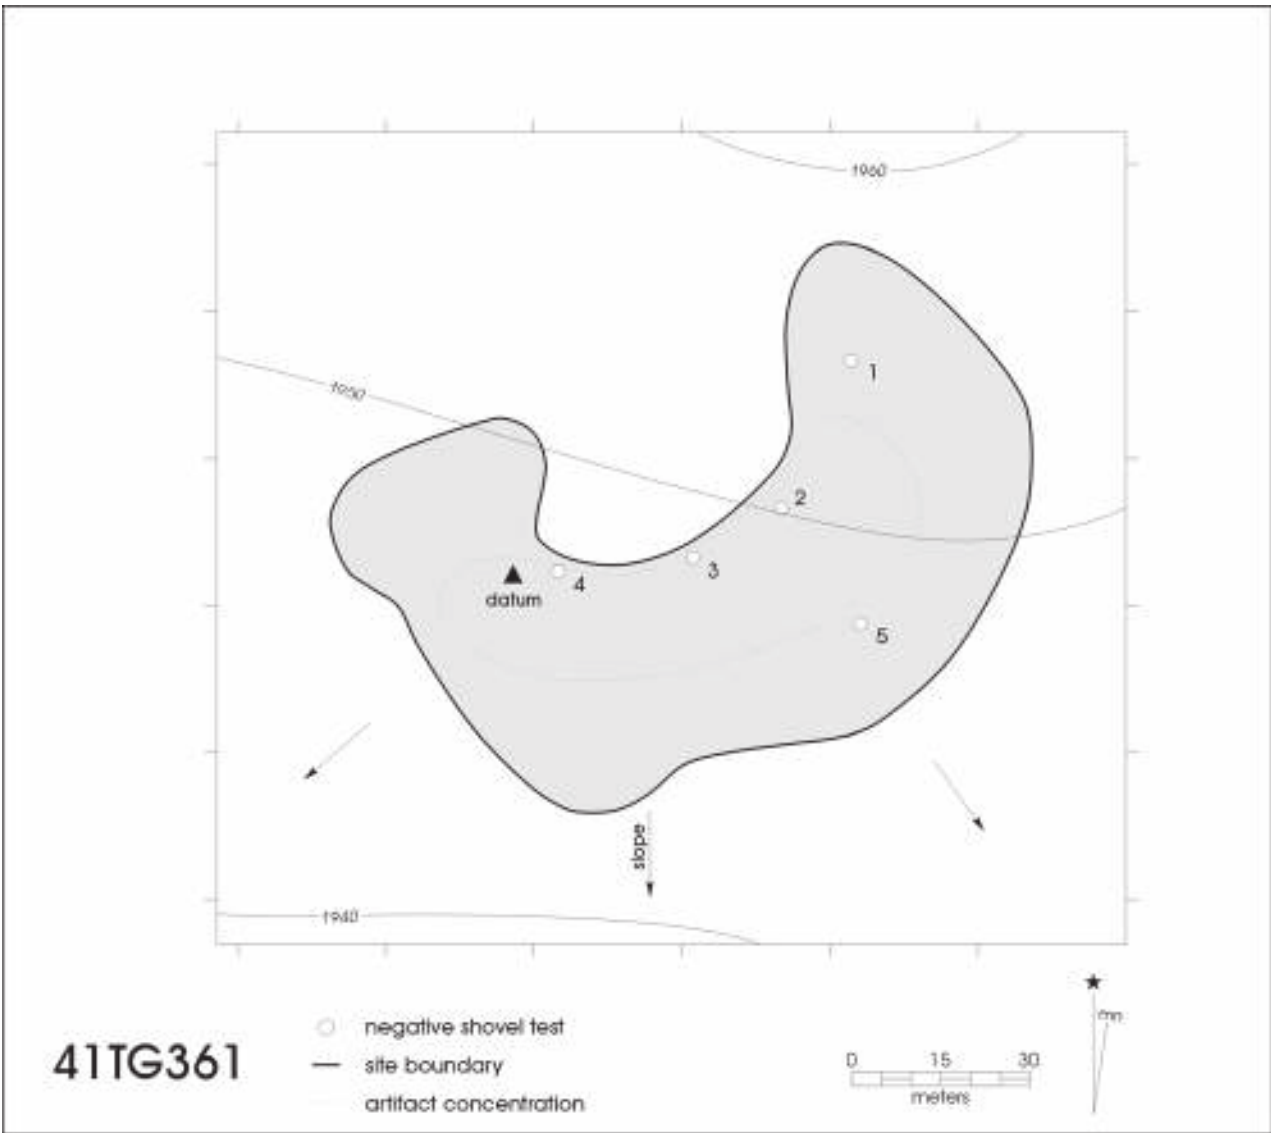 1960
1950
1
2
3
4
datum
5
slope
1940
mn
negative shovel test
41TG361
site boundary
artifact concentration
0 15 30
meters